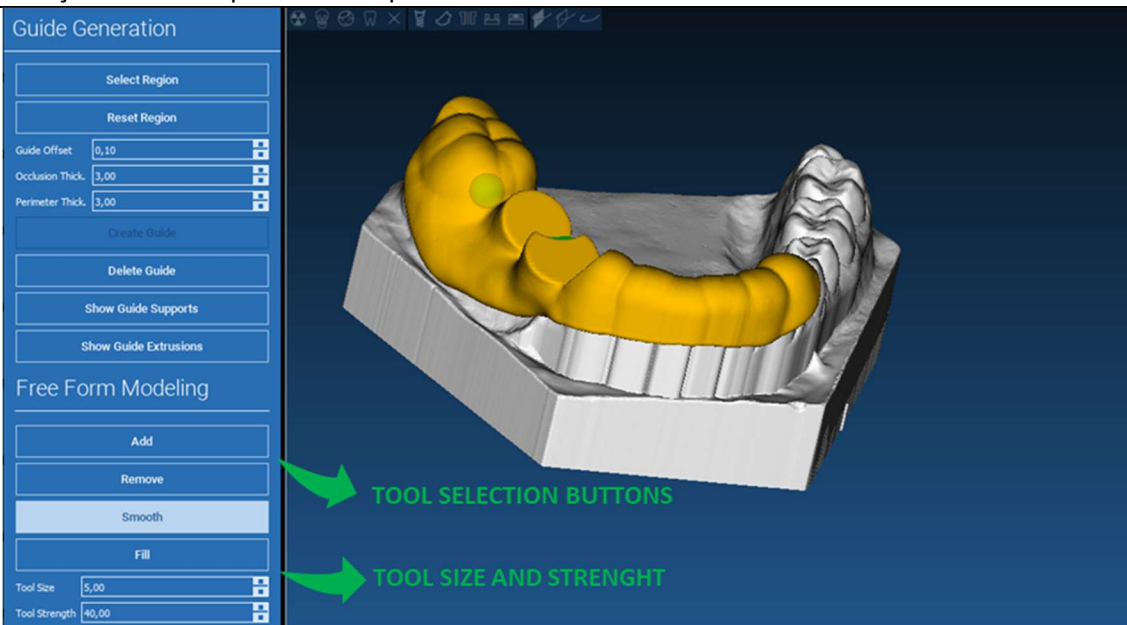 Guide Generation
Select Region
Reset Region
Guide Offset 0,10
Occlusion Thick. 3,00
Perimeter Thick. 3,00
Create Guide
Delete Guide
Show Guide Supports
Show Guide Extrusions
Free Form Modeling
Add
Remove
TOOL SELECTION BUTTONS
Smooth
Fill
TOOL SIZE AND STRENGHT
Tool Size 5,00
Tool Strength 40,00